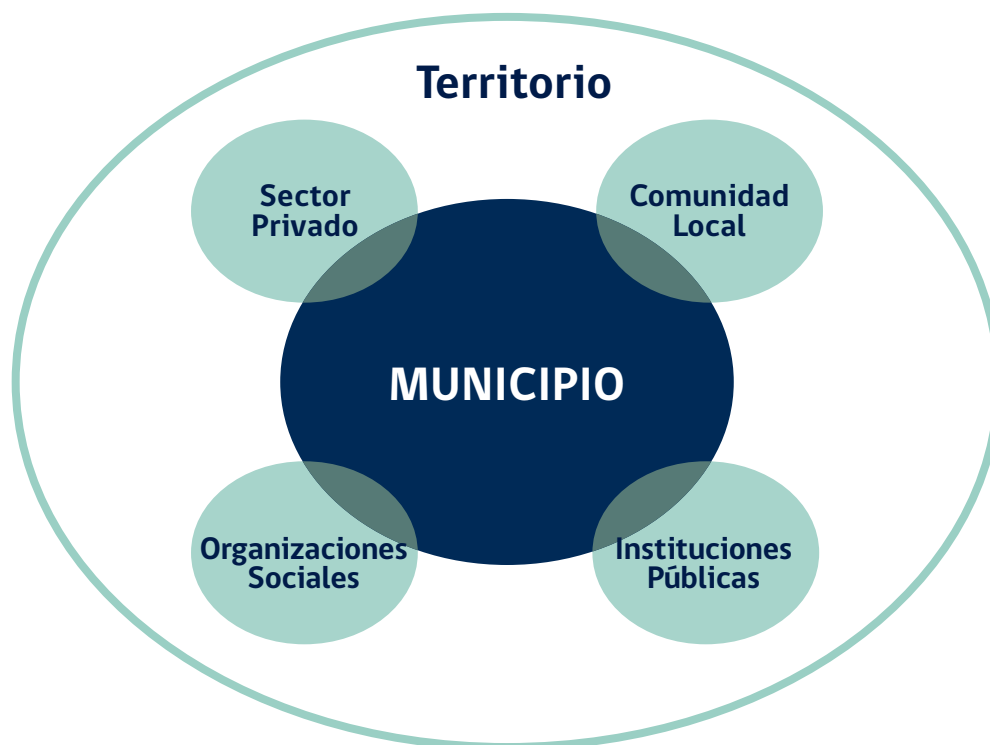 Territorio
Sector
Privado
Comunidad
Local
MUNICIPIO
Organizaciones
Sociales
Instituciones
Públicas